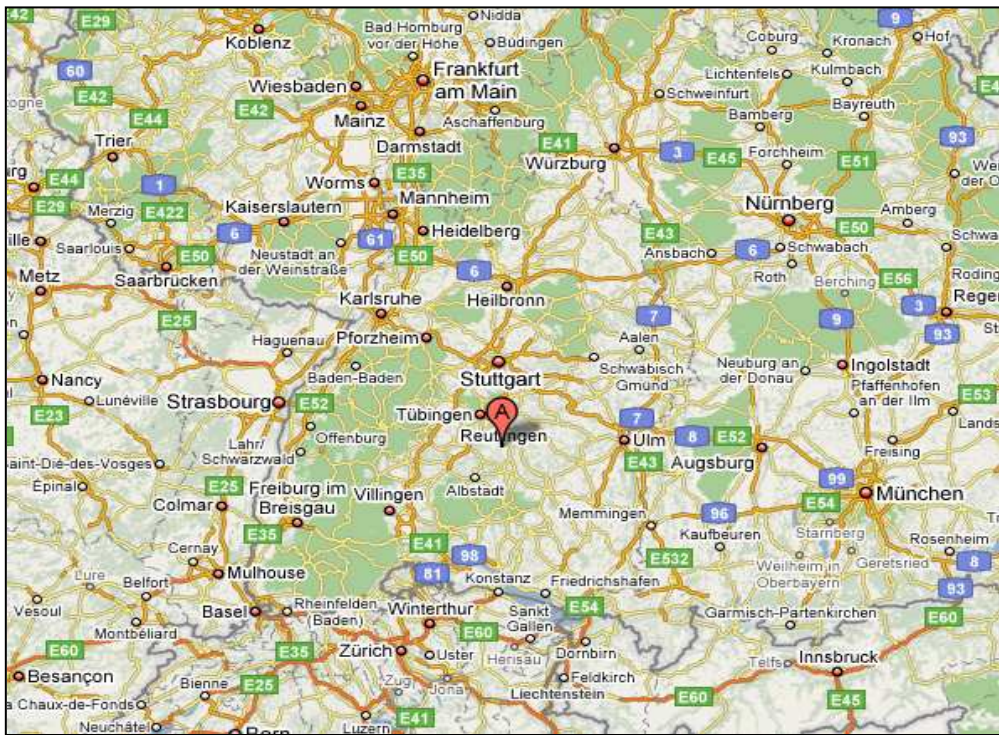 E29
E31
Koblenz
Bad Homburg
vor der Höhe
Nidda
Büdingen
Coburg
Kronach
9
Hof
60
Wiesbaden
Frankfurt
am Main
Lichtenfels
Kulmbach
E42
E42
Mainz
Aschaffenburg
Schweinfurt
Bayreuth
E44
Trier
Darmstadt
E41
Würzburg
3
Bamberg
E45
Forchheim
E51
93
E44
1
Worms
E35
E29
Merzig
E422
Kaiserslautern
Mannheim
Nürnberg
Amberg
6
61
Heidelberg
E43
E50
Saarlouis
E50
Neustadt an
der Weinstraße
E50
Ansbach
6
Schwabach
Metz
Saarbrücken
6
Roth
Berching
E56
Karlsruhe
Heilbronn
3
E25
7
9
93
Haguenau
Pforzheim
Aalen
Nancy
Baden-Baden
Stuttgart
Schwäbisch
Gmünd
Neuburg an
der Donau
Ingolstadt
Lunéville
Strasbourg
E52
Pfaffenhofen
an der Ilm
E53
E23
Tübingen
A
7
Offenburg
Reutlingen
Ulm
8
E52
Lahr/
Schwarzwald
E43
Augsburg
Freising
Saint-Dié-des-Vosges
Épinal
E25
Freiburg im
Breisgau
Villingen
Albstadt
99
München
Colmar
E54
E35
Memmingen
96
Starnberg
Cernay
E41
98
Kaufbeuren
Rosenheim
Lure
Mulhouse
81
E532
Weilheim in
Oberbayern
Geretsried
8
Belfort
Konstanz
Friedrichshafen
93
Vesoul
Basel
Rheinfelden
(Baden)
Winterthur
Sankt
Gallen
E54
Garmisch-Partenkirchen
E60
Montbéliard
E60
E60
E35
Zürich
Uster
Herisau
Dornbirn
Telfs
Innsbruck
Besançon
Feldkirch
Bienne
E25
Zug
Jona
Liechtenstein
E60
E45
La Chaux-de-Fonds
Neuchâtel
E41
Luzern
Bern